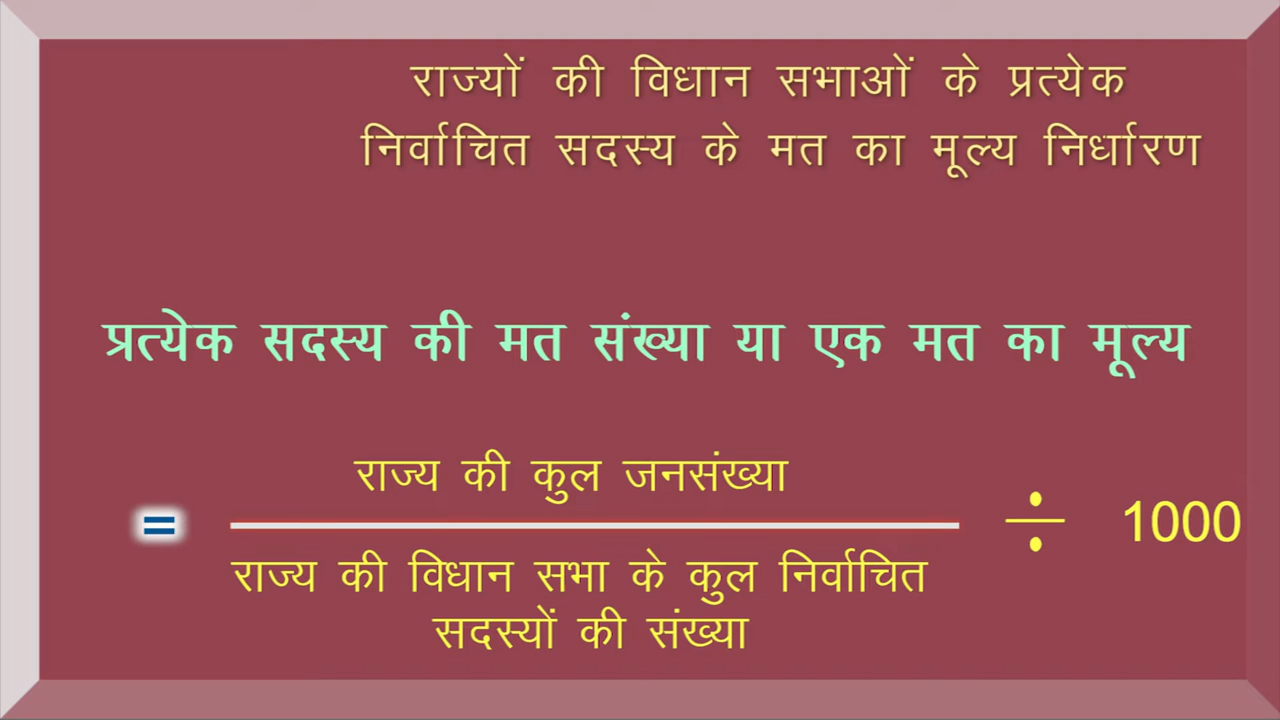 राज्यों की विधान सभाओं के प्रत्येक
निर्वाचित सदस्य के मत का मूल्य निर्धारण
प्रत्येक सदस्य की मत संख्या या एक मत का मूल्य
= राज्य की कुल जनसंख्या ÷ 1000
राज्य की विधान सभा के कुल निर्वाचित
सदस्यों की संख्या